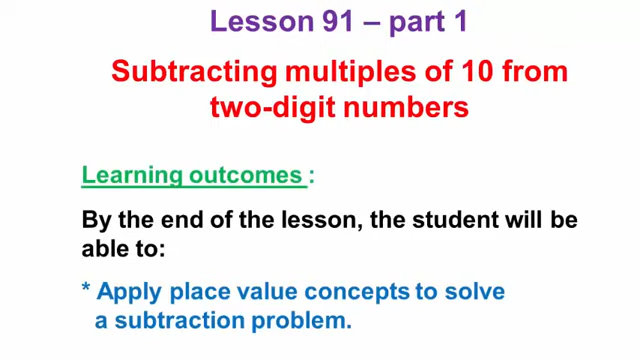 Lesson 91 – part 1
Subtracting multiples of 10 from
two-digit numbers
Learning outcomes :
By the end of the lesson, the student will be
able to:
* Apply place value concepts to solve
a subtraction problem.